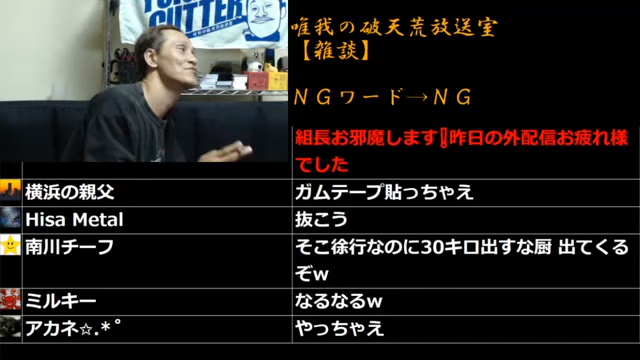 CUTTER
唯我の破天荒放送室
【雑談】
ＮＧワード→ＮＧ
組長お邪魔します❗昨日の外配信お疲れ様
でした
横浜の親父
ガムテープ貼っちゃえ
Hisa Metal
抜こう
南川チーフ
そこ徐行なのに30キロ出すな厨 出てくる
ぞw
ミルキー
なるなるw
アカネ☆.*ﾟ
やっちゃえ